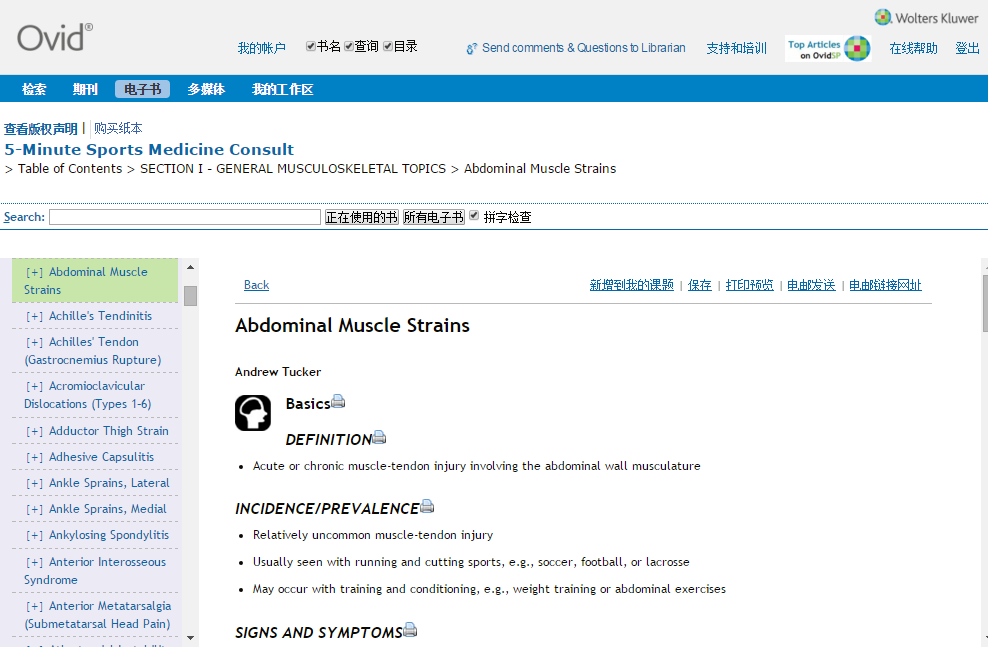 Ovid®
Wolters Kluwer
我的帐户 书名 查询 目录 Send comments & Questions to Librarian 支持和培训 Top Articles on OvidSP 在线帮助 登出
检索 期刊 电子书 多媒体 我的工作区
查看版权声明 | 购买纸本
5-Minute Sports Medicine Consult
> Table of Contents > SECTION I - GENERAL MUSCULOSKELETAL TOPICS > Abdominal Muscle Strains
Search: 正在使用的书 所有电子书 拼字检查
[+] Abdominal Muscle
Strains
[+] Achille's Tendinitis
[+] Achilles' Tendon
(Gastrocnemius Rupture)
[+] Acromioclavicular
Dislocations (Types 1-6)
[+] Adductor Thigh Strain
[+] Adhesive Capsulitis
[+] Ankle Sprains, Lateral
[+] Ankle Sprains, Medial
[+] Ankylosing Spondylitis
[+] Anterior Interosseous
Syndrome
[+] Anterior Metatarsalgia
(Submetatarsal Head Pain)
Back 新增到我的课题 | 保存 | 打印预览 | 电邮发送 | 电邮链接网址
Abdominal Muscle Strains
Andrew Tucker
Basics
DEFINITION
• Acute or chronic muscle-tendon injury involving the abdominal wall musculature
INCIDENCE/PREVALENCE
• Relatively uncommon muscle-tendon injury
• Usually seen with running and cutting sports, e.g., soccer, football, or lacrosse
• May occur with training and conditioning, e.g., weight training or abdominal exercises
SIGNS AND SYMPTOMS